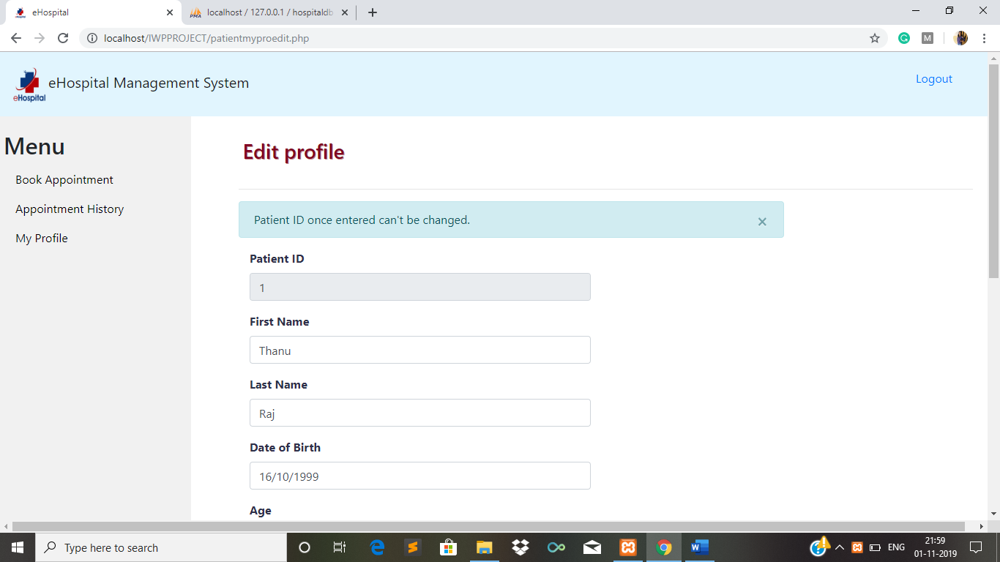 eHospital
localhost / 127.0.0.1 / hospitaldb
localhost/IWPPROJECT/patientmyproedit.php
M
eHospital
eHospital Management System
Logout
Menu
Book Appointment
Appointment History
My Profile
Edit profile
Patient ID once entered can't be changed.
Patient ID
1
First Name
Thanu
Last Name
Raj
Date of Birth
16/10/1999
Age
Type here to search
ENG
21:59
01-11-2019